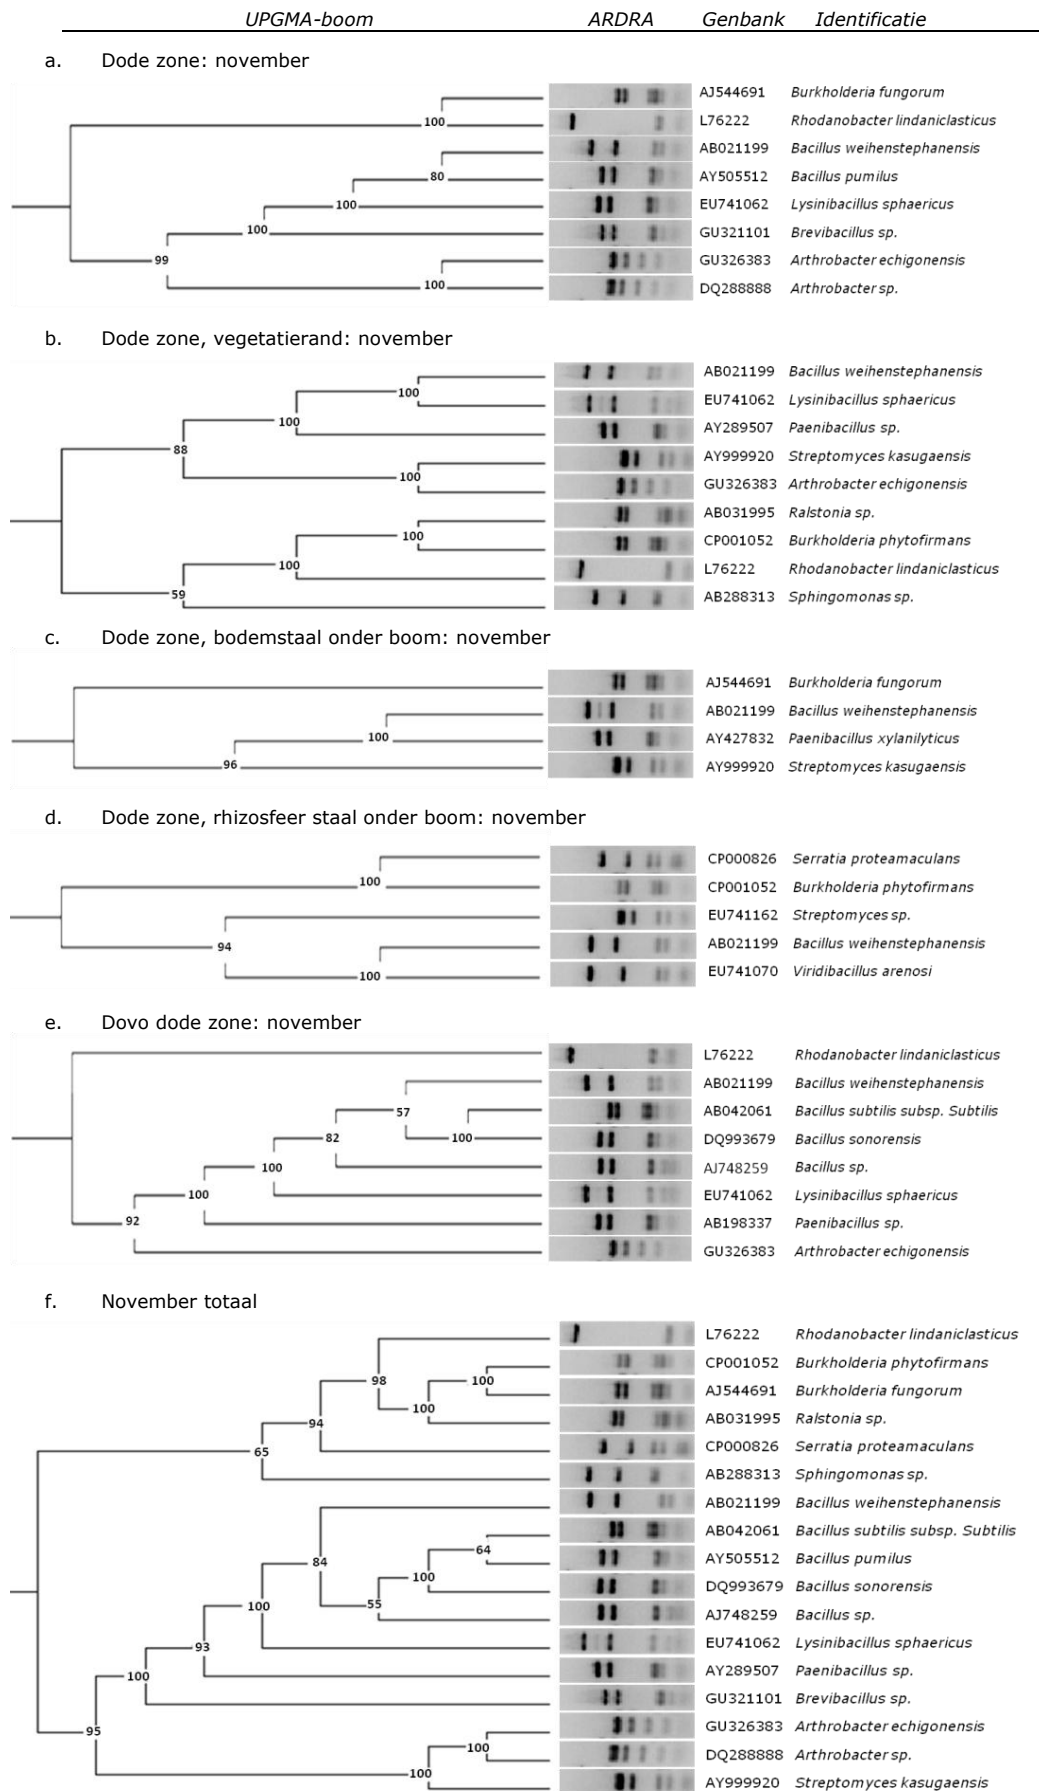 UPGMA-boom ARDRA Genbank Identificatie
a. Dode zone: november
AJ544691 Burkholderia fungorum
100
L76222 Rhodanobacter lindaniclasticus
AB021199 Bacillus weihenstephanensis
80 AY505512 Bacillus pumilus
100 EU741062 Lysinibacillus sphaericus
100 GU321101 Brevibacillus sp.
99 GU326383 Arthrobacter echigonensis
100 DQ288888 Arthrobacter sp.
b. Dode zone, vegetatierand: november
AB021199 Bacillus weihenstephanensis
100
EU741062 Lysinibacillus sphaericus
100
AY289507 Paenibacillus sp.
88
AY999920 Streptomyces kasugaensis
100
GU326383 Arthrobacter echigonensis
AB031995 Ralstonia sp.
100
CP001052 Burkholderia phytofirmans
100
L76222 Rhodanobacter lindaniclasticus
59 AB288313 Sphingomonas sp.
c. Dode zone, bodemstaal onder boom: november
AJ544691 Burkholderia fungorum
AB021199 Bacillus weihenstephanensis
100 AY427832 Paenibacillus xylanilyticus
96 AY999920 Streptomyces kasugaensis
d. Dode zone, rhizosfeer staal onder boom: november
CP000826 Serratia proteamaculans
100 CP001052 Burkholderia phytofirmans
EU741162 Streptomyces sp.
94 AB021199 Bacillus weihenstephanensis
100 EU741070 Viridibacillus arenosi
e. Dovo dode zone: november
L76222 Rhodanobacter lindaniclasticus
AB021199 Bacillus weihenstephanensis
57 AB042061 Bacillus subtilis subsp. Subtilis
82 100 DQ993679 Bacillus sonorensis
100 AJ748259 Bacillus sp.
100 EU741062 Lysinibacillus sphaericus
92 AB198337 Paenibacillus sp.
GU326383 Arthrobacter echigonensis
f. November totaal
L76222 Rhodanobacter lindaniclasticus
CP001052 Burkholderia phytofirmans
98 100
AJ544691 Burkholderia fungorum
100
94 AB031995 Ralstonia sp.
65 CP000826 Serratia proteamaculans
AB288313 Sphingomonas sp.
AB021199 Bacillus weihenstephanensis
AB042061 Bacillus subtilis subsp. Subtilis
64
84 AY505512 Bacillus pumilus
100
DQ993679 Bacillus sonorensis
100 55
AJ748259 Bacillus sp.
93 EU741062 Lysinibacillus sphaericus
100 AY289507 Paenibacillus sp.
GU321101 Brevibacillus sp.
95 GU326383 Arthrobacter echigonensis
100
DQ288888 Arthrobacter sp.
100
AY999920 Streptomyces kasugaensis